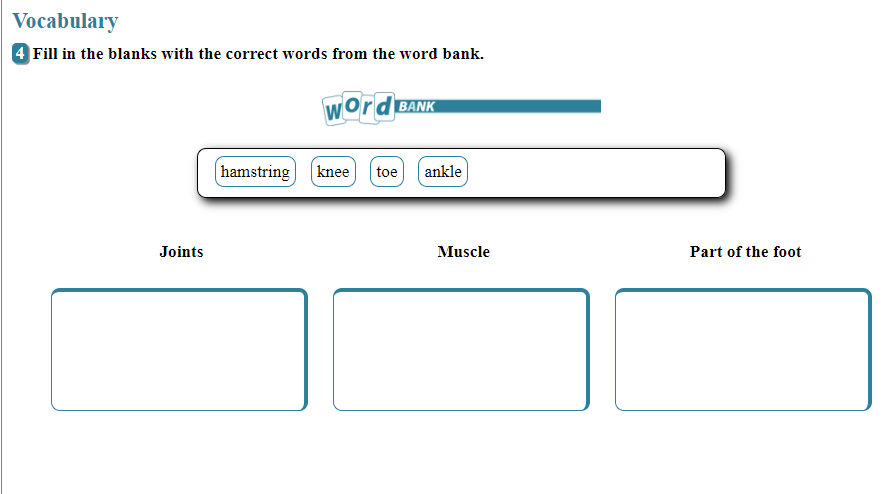 Vocabulary
4 Fill in the blanks with the correct words from the word bank.
word BANK
hamstring knee toe ankle
Joints Muscle Part of the foot